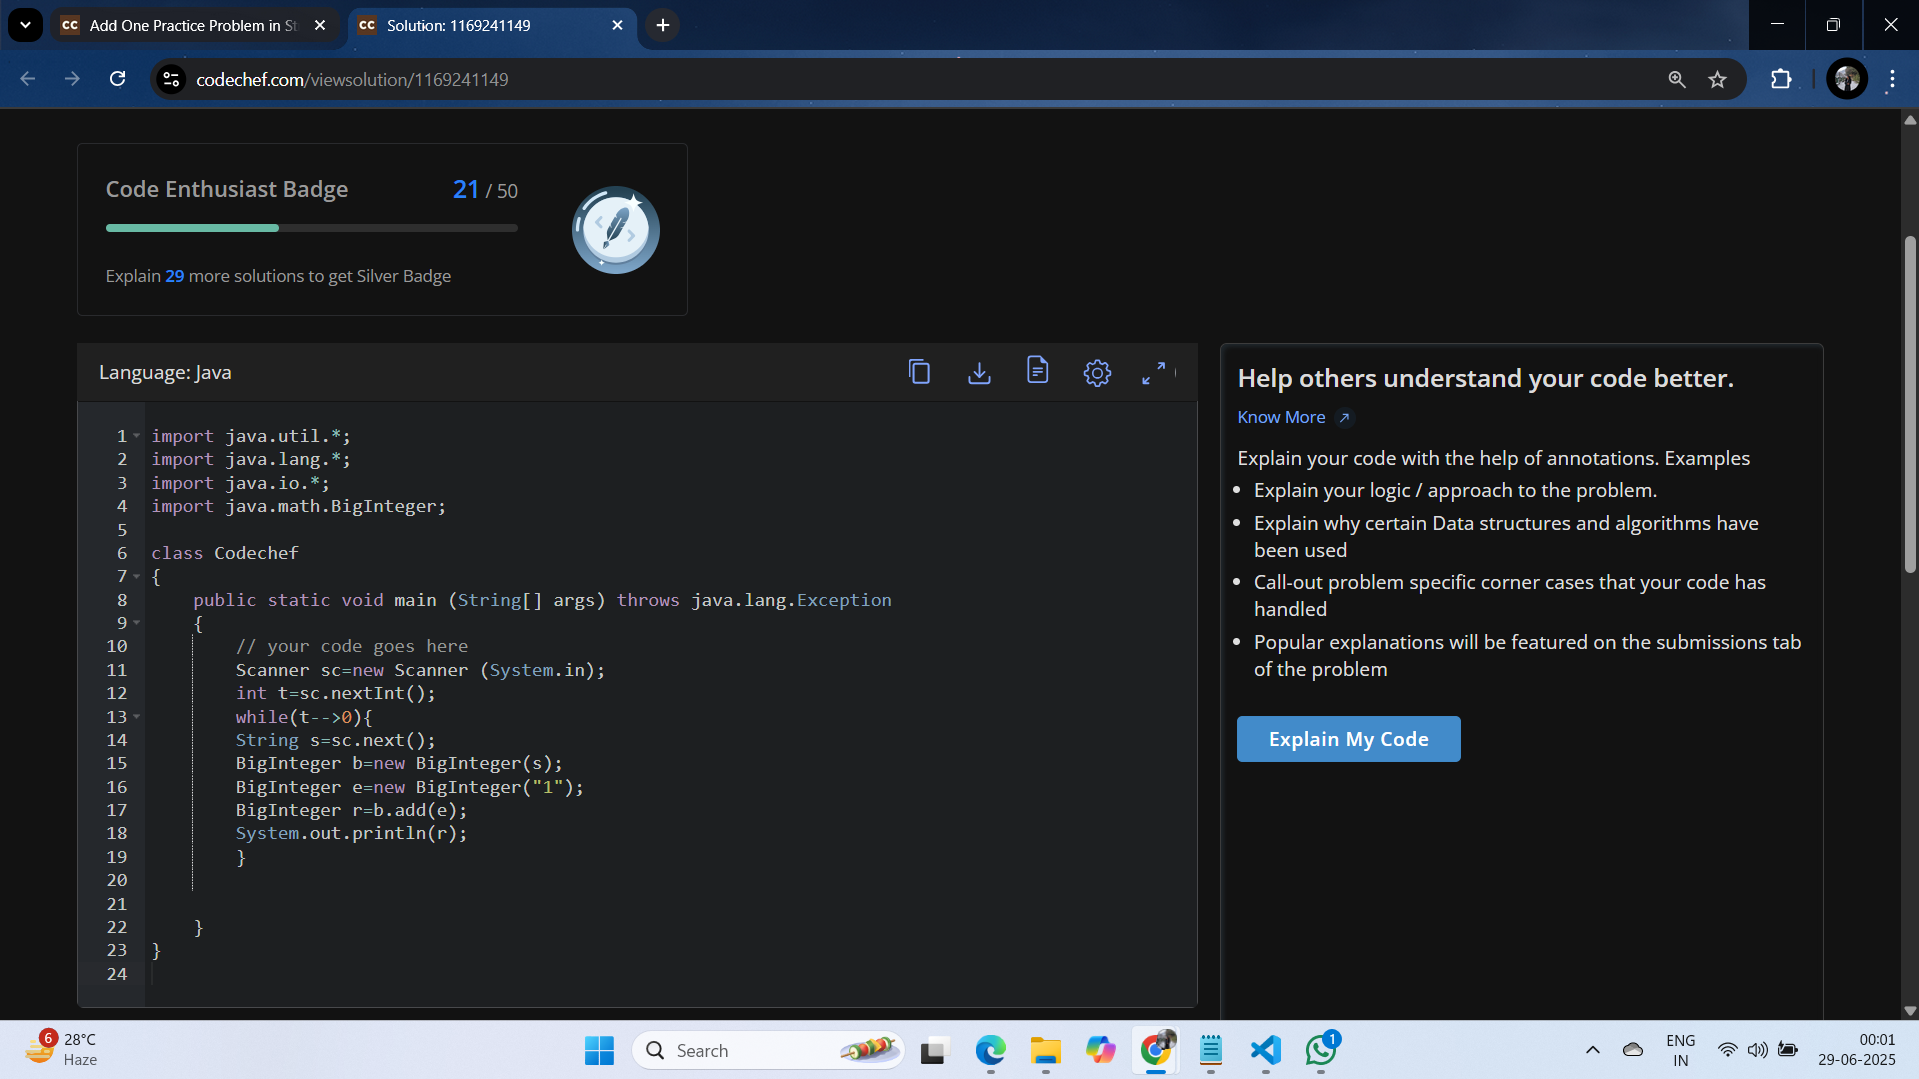 Add One Practice Problem in St
Solution: 1169241149
codechef.com/viewsolution/1169241149
Code Enthusiast Badge
21 / 50
Explain 29 more solutions to get Silver Badge
Language: Java
1 import java.util.*;
2 import java.lang.*;
3 import java.io.*;
4 import java.math.BigInteger;
5
6 class Codechef
7 {
8 public static void main (String[] args) throws java.lang.Exception
9 {
10 // your code goes here
11 Scanner sc=new Scanner (System.in);
12 int t=sc.nextInt();
13 while(t-->0){
14 String s=sc.next();
15 BigInteger b=new BigInteger(s);
16 BigInteger e=new BigInteger("1");
17 BigInteger r=b.add(e);
18 System.out.println(r);
19 }
20
21
22 }
23 }
24
Help others understand your code better.
Know More
Explain your code with the help of annotations. Examples
• Explain your logic / approach to the problem.
• Explain why certain Data structures and algorithms have
been used
• Call-out problem specific corner cases that your code has
handled
• Popular explanations will be featured on the submissions tab
of the problem
Explain My Code
6
28°C
Haze
Search
1
ENG
IN
00:01
29-06-2025